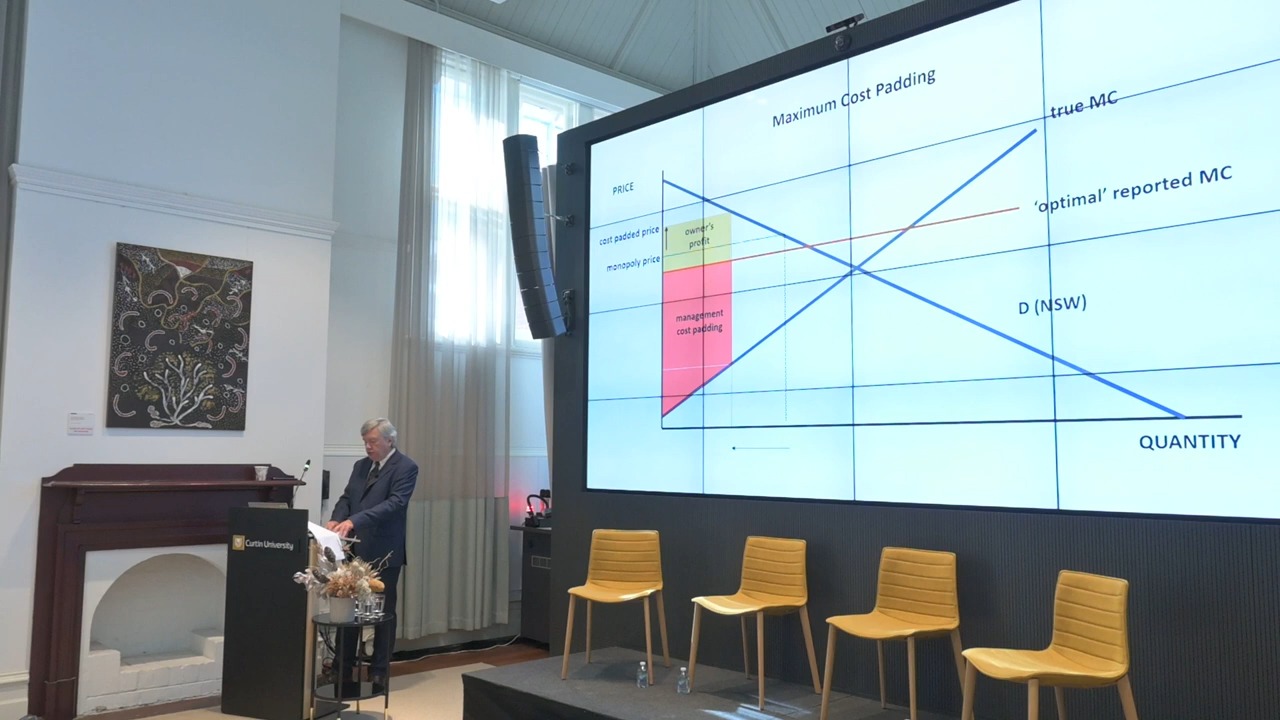 Maximum Cost Padding
true MC
PRICE
'optimal' reported MC
cost padded price
owner's
profit
monopoly price
D (NSW)
management
cost padding
QUANTITY
Curtin University